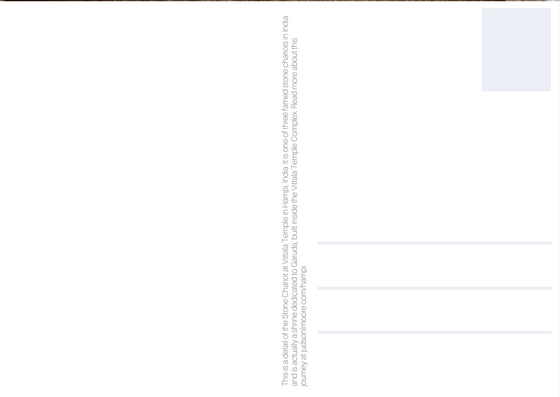 This is a detail of the Stone Chariot at Vittala Temple in Hampi, India. It is one of three famed stone chariots in India
and is actually a shrine dedicated to Garuda, built inside the Vittala Temple Complex. Read more about this
journey at judsonlmoore.com/hampi.